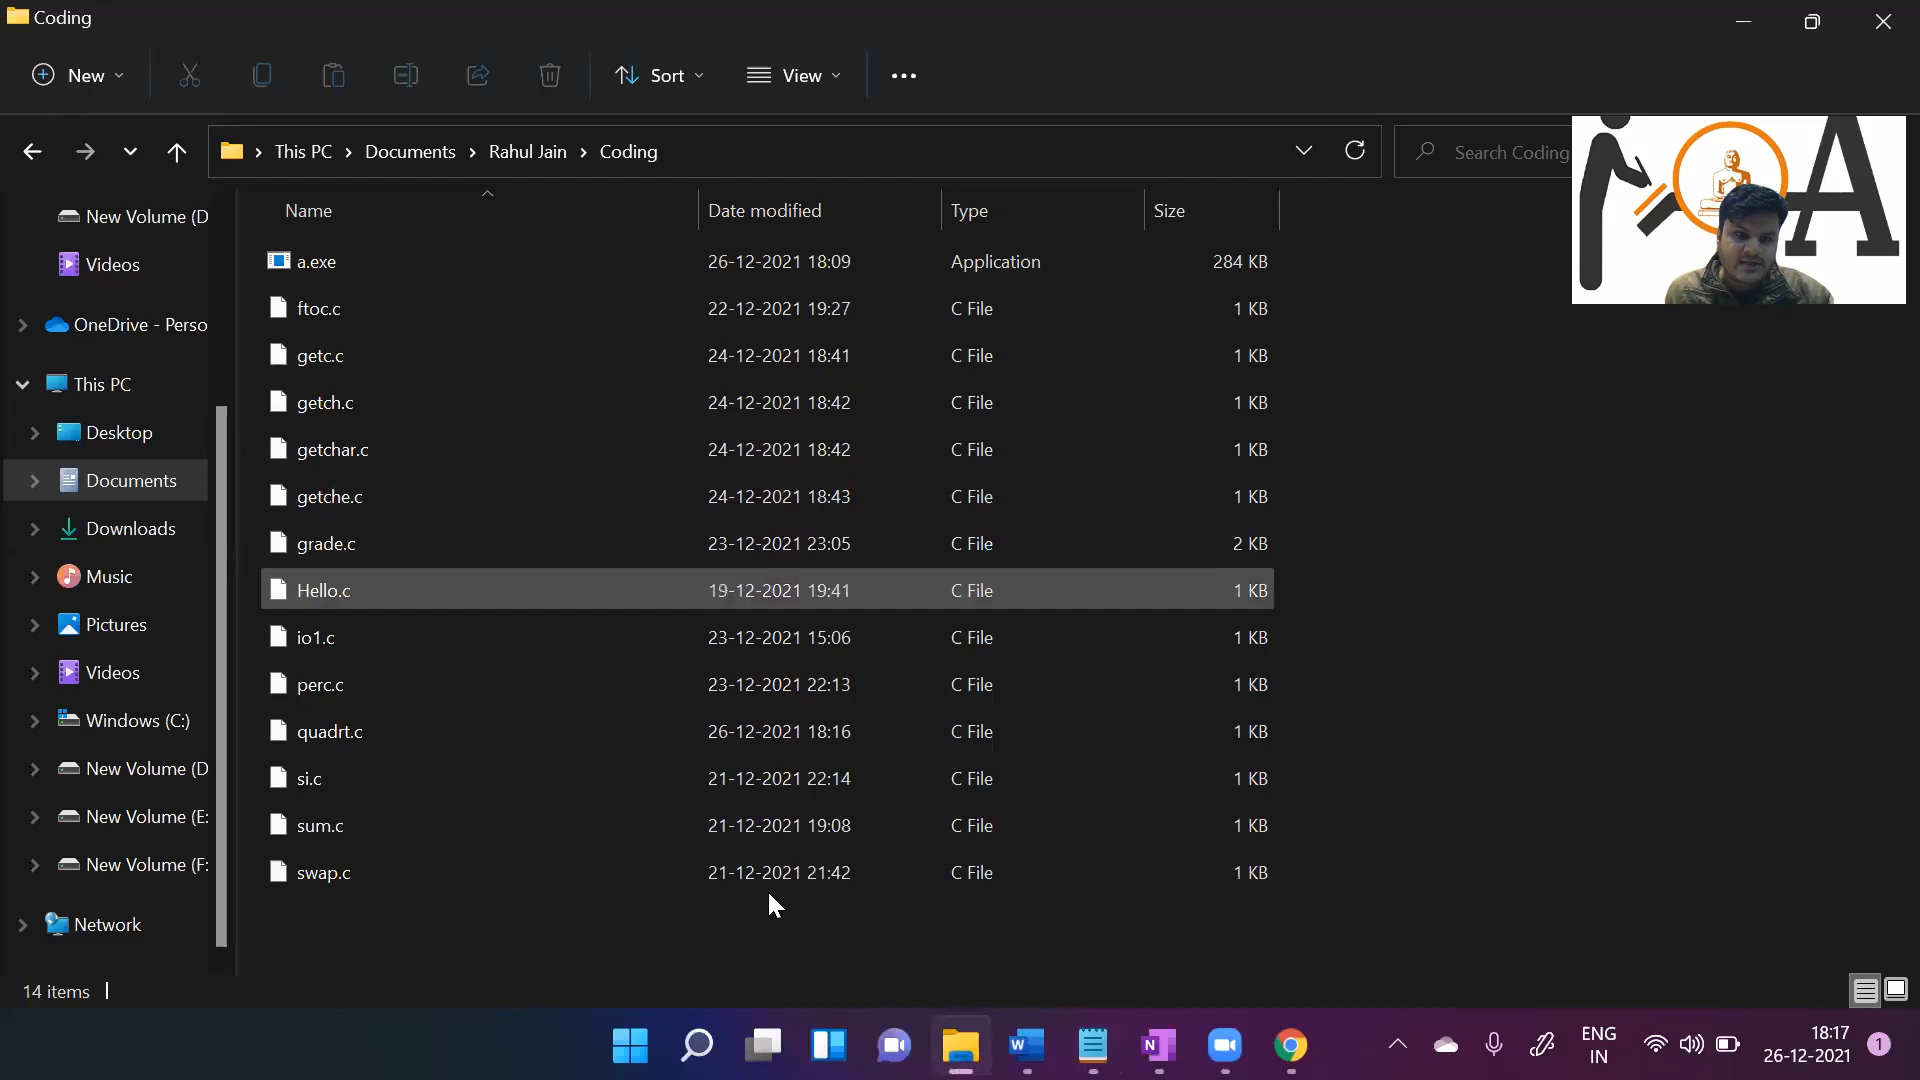 Coding
New
Sort
View
This PC
Documents
Rahul Jain
Coding
Search Coding
A
Name
Date modified
Type
Size
a.exe 26-12-2021 18:09 Application 284 KB
ftoc.c 22-12-2021 19:27 C File 1 KB
getc.c 24-12-2021 18:41 C File 1 KB
getch.c 24-12-2021 18:42 C File 1 KB
getchar.c 24-12-2021 18:42 C File 1 KB
getche.c 24-12-2021 18:43 C File 1 KB
grade.c 23-12-2021 23:05 C File 2 KB
Hello.c 19-12-2021 19:41 C File 1 KB
io1.c 23-12-2021 15:06 C File 1 KB
perc.c 23-12-2021 22:13 C File 1 KB
quadrt.c 26-12-2021 18:16 C File 1 KB
si.c 21-12-2021 22:14 C File 1 KB
sum.c 21-12-2021 19:08 C File 1 KB
swap.c 21-12-2021 21:42 C File 1 KB
New Volume (D
Videos
OneDrive - Perso
This PC
Desktop
Documents
Downloads
Music
Pictures
Videos
Windows (C:)
New Volume (D
New Volume (E:
New Volume (F:
Network
14 items
W
N
ENG
IN
18:17
26-12-2021
1